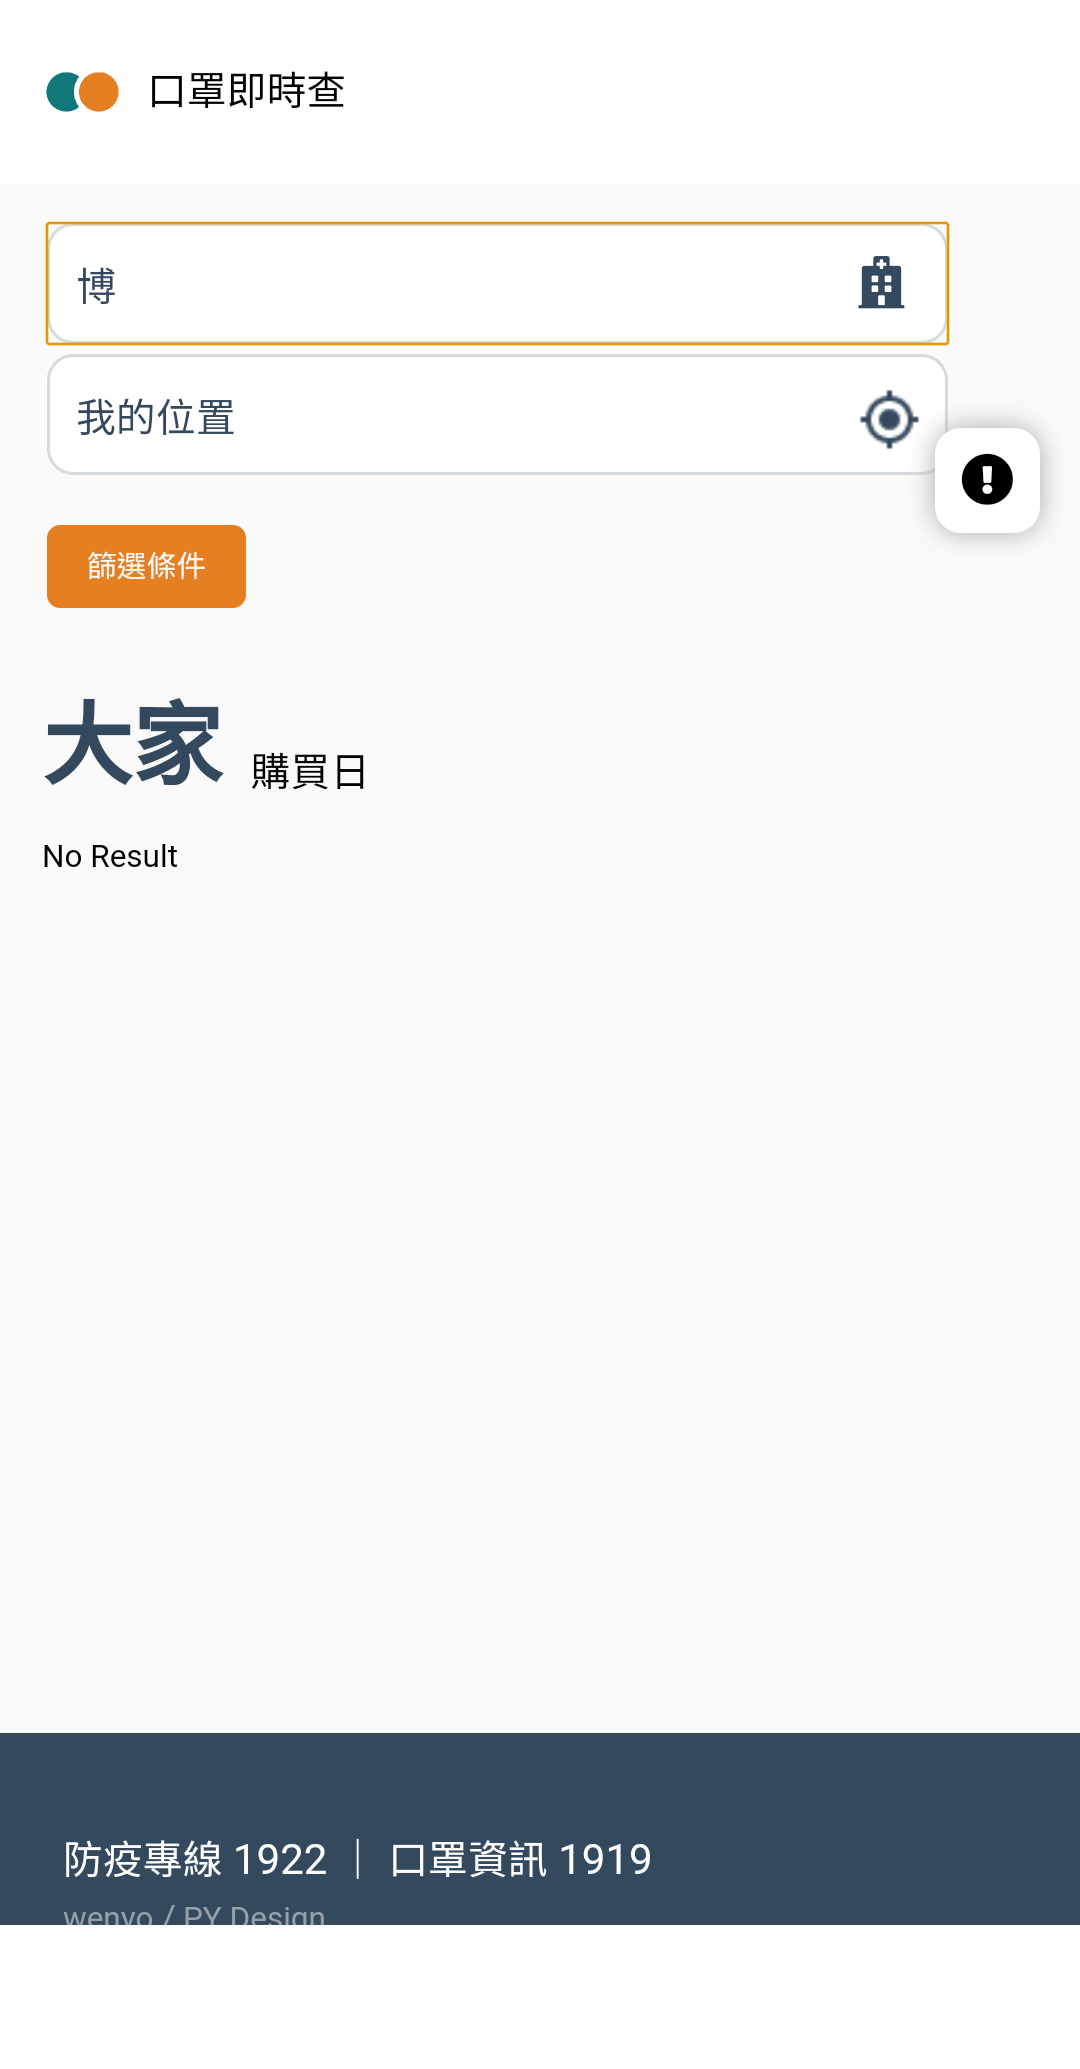 口罩即時查
博
我的位置
篩選條件
大家 購買日
No Result
防疫專線 1922 ｜ 口罩資訊 1919
wenyo / PY Design